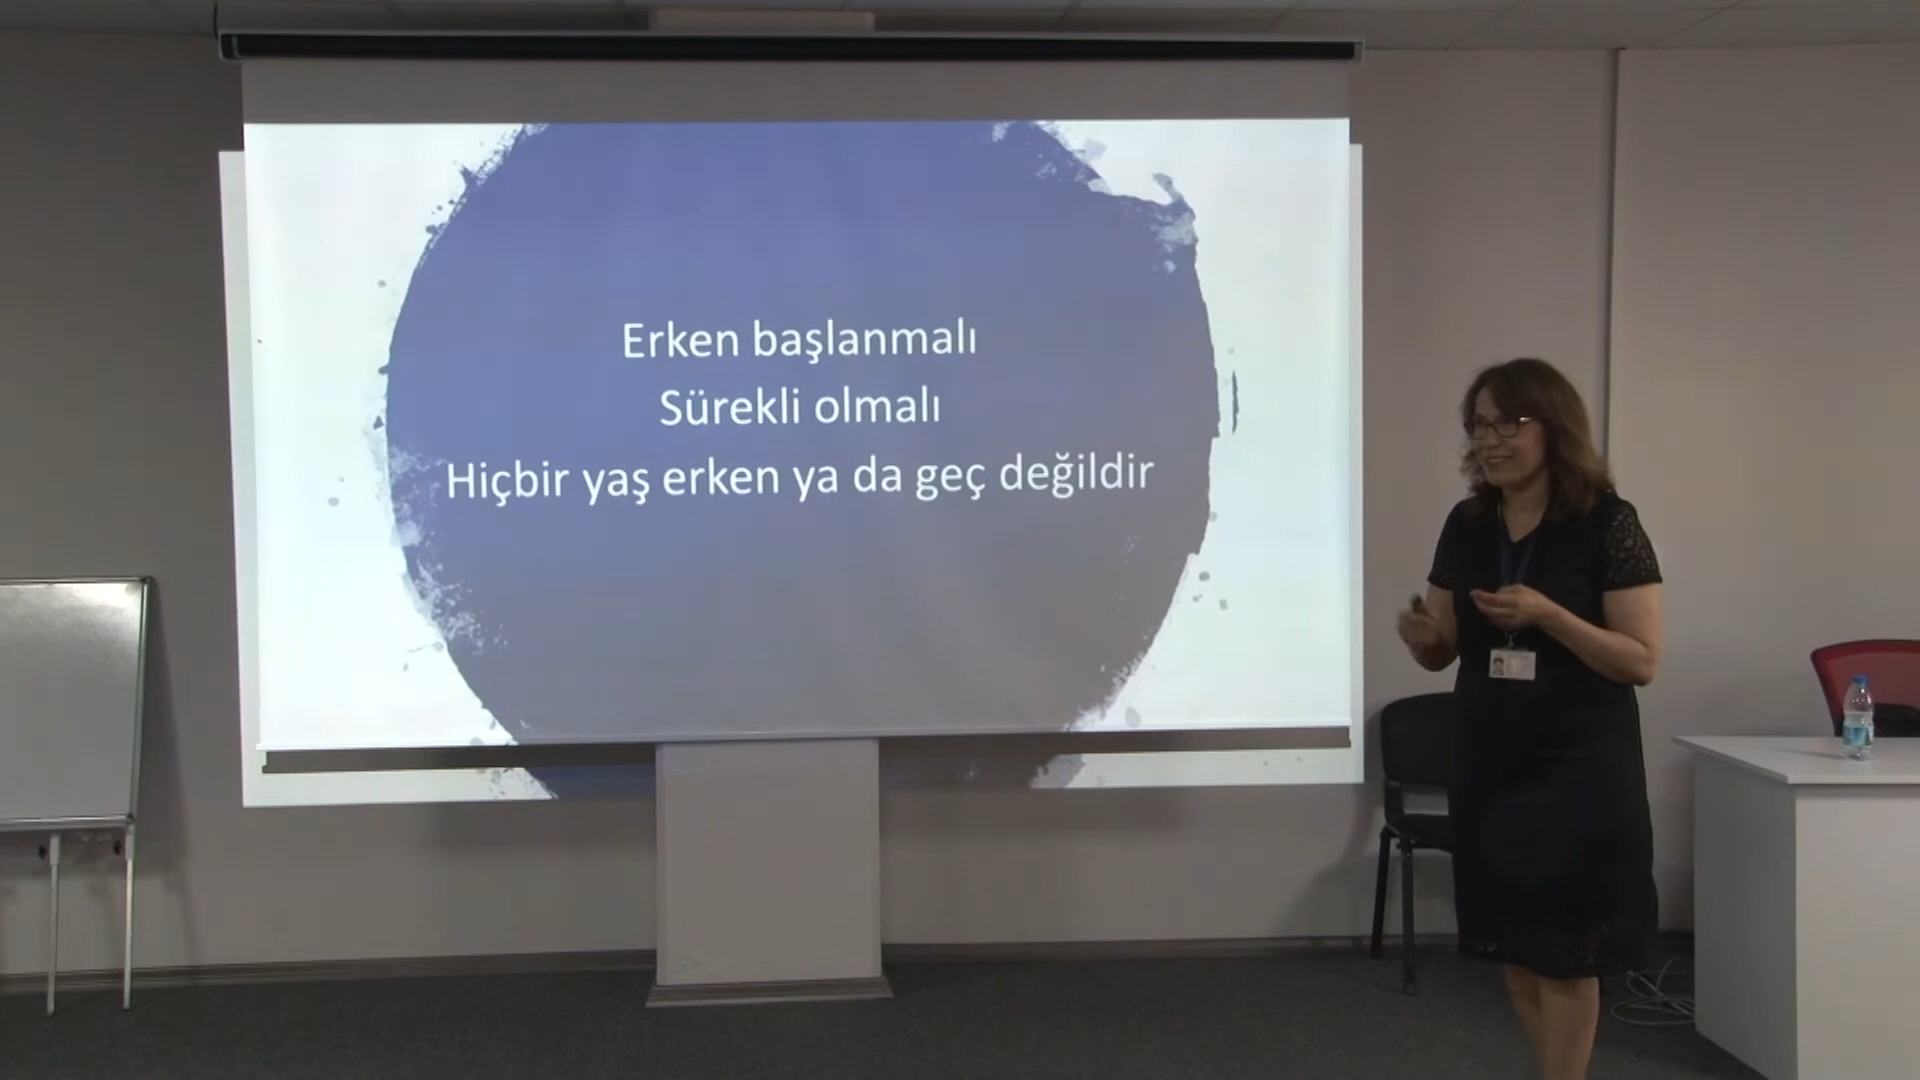 Erken başlanmalı
Sürekli olmalı
Hiçbir yaş erken ya da geç değildir